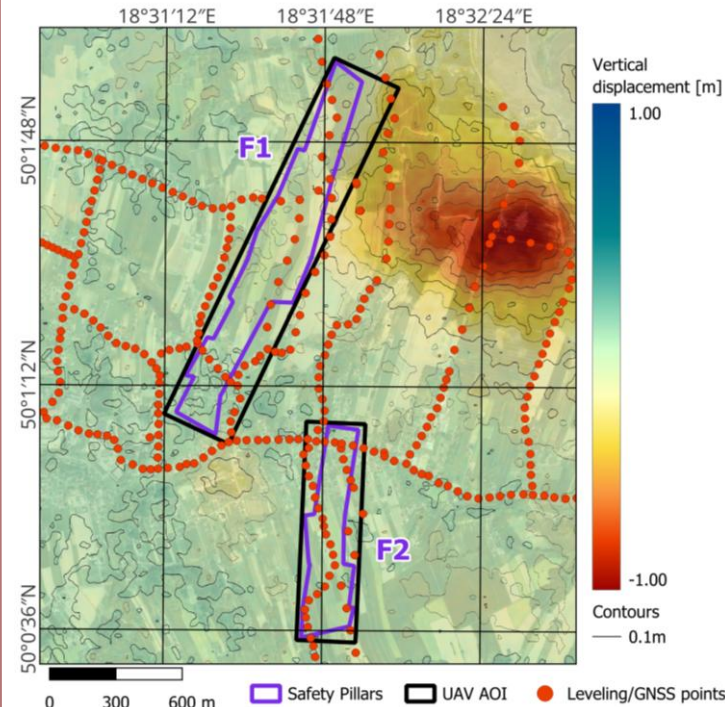 18°31′12″E 18°31′48″E 18°32′24″E
50°1′48″N
50°1′12″N
50°0′36″N
F1
F2
Vertical
displacement [m]
1.00
-1.00
Contours
0.1m
0 300 600 m
Safety Pillars
UAV AOI
Leveling/GNSS points